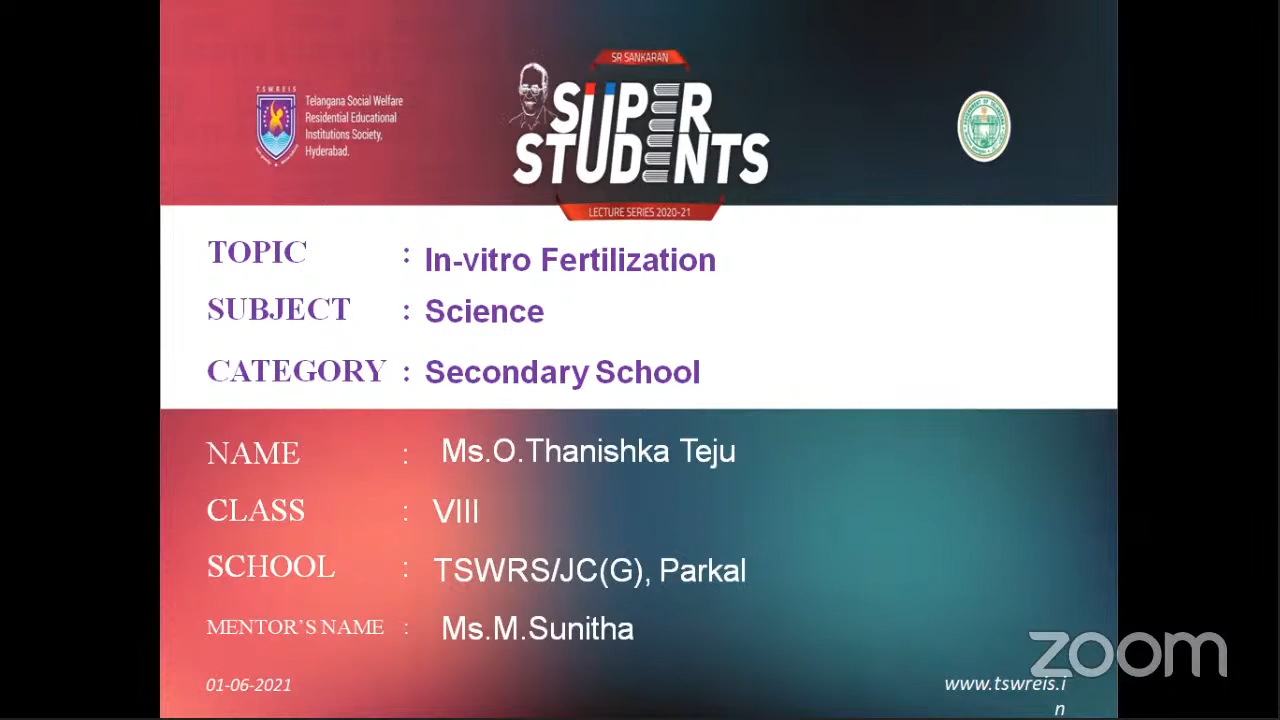 SR SANKARAN
T S W R E I S
Telangana Social Welfare
Residential Educational
Institutions Society,
Hyderabad.
SUPER
STUDENTS
LECTURE SERIES 2020-21
TOPIC : In-vitro Fertilization
SUBJECT : Science
CATEGORY : Secondary School
NAME : Ms.O.Thanishka Teju
CLASS : VIII
SCHOOL : TSWRS/JC(G), Parkal
MENTOR'S NAME : Ms.M.Sunitha
zoom
01-06-2021
www.tswreis.i
n